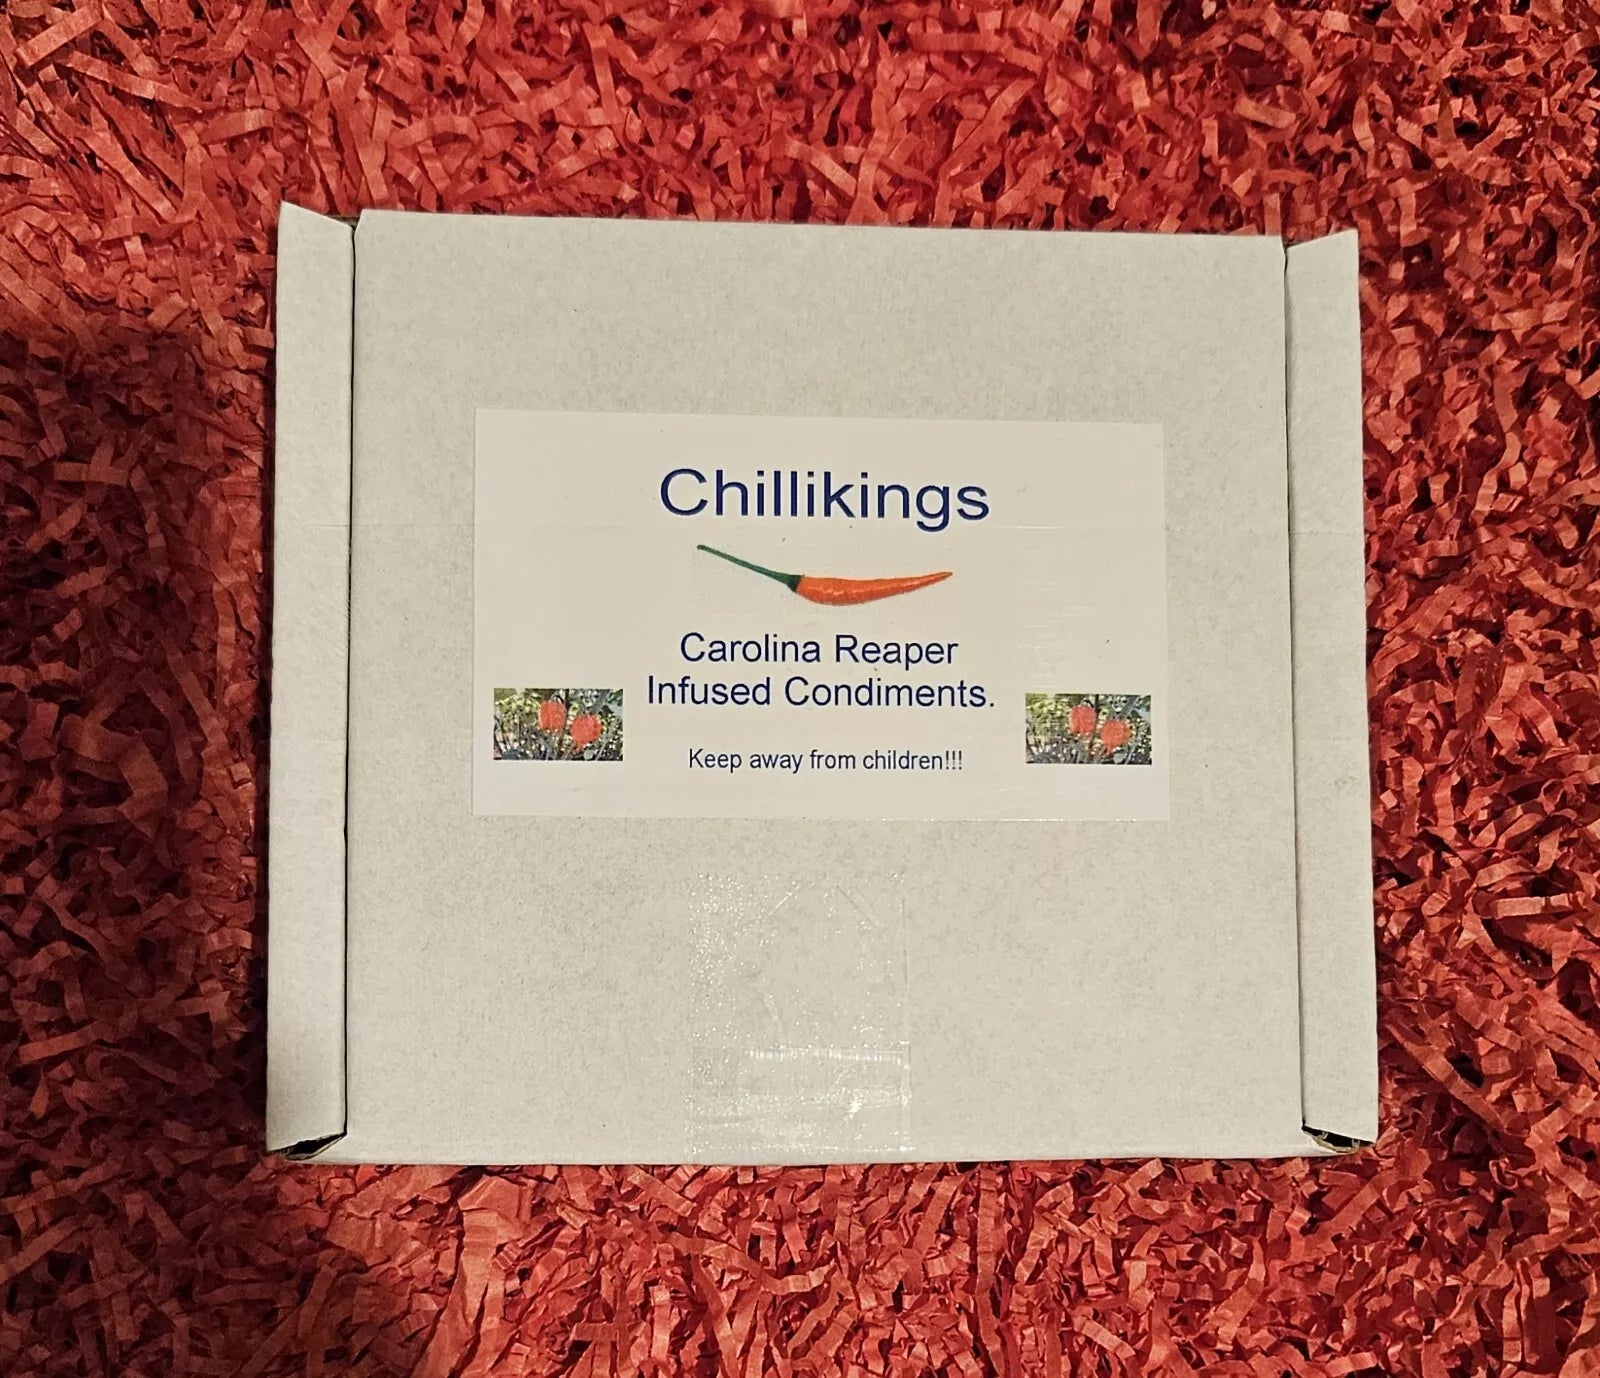 Chillikings
Carolina Reaper
Infused Condiments.
Keep away from children!!!